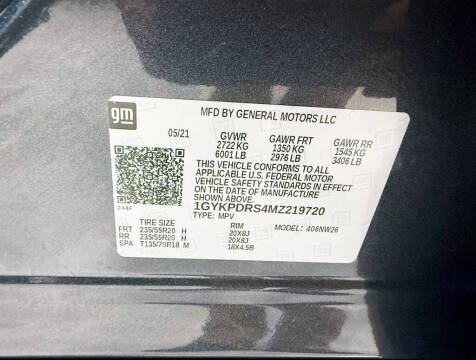 gm
MFD BY GENERAL MOTORS LLC
05/21 GVWR GAWR FRT GAWR RR
2722 KG 1350 KG 1545 KG
6001 LB 2976 LB 3406 LB
THIS VEHICLE CONFORMS TO ALL
APPLICABLE U.S. FEDERAL MOTOR
VEHICLE SAFETY STANDARDS IN EFFECT
ON THE DATE OF MANUFACTURE
SHOWN ABOVE.
1GYKPDRS4MZ219720
TYPE: MPV
244F
TIRE SIZE RIM MODEL: 406NW26
FRT 235/55R20 H 20X8J
RR 235/55R20 H 20X8J
SPA T135/70R18 M 18X4.5B